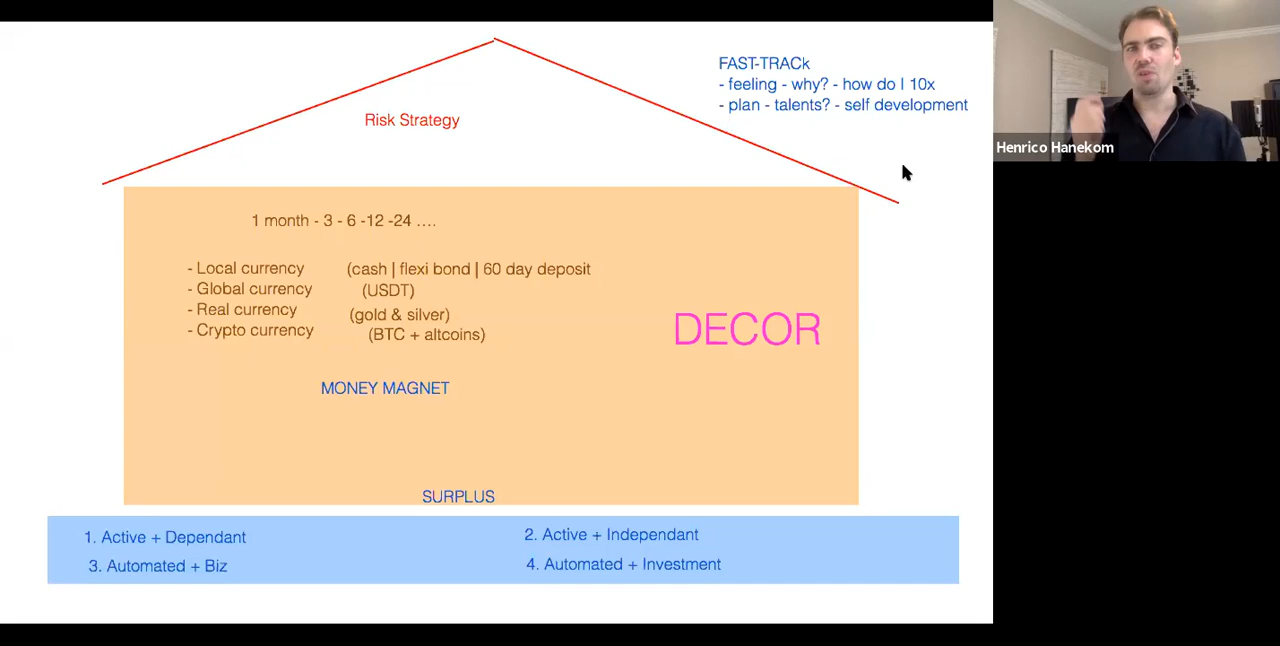 FAST-TRACk
- feeling - why? - how do I 10x
- plan - talents? - self development
Risk Strategy
Henrico Hanekom
1 month - 3 - 6 -12 -24 ....
- Local currency (cash | flexi bond | 60 day deposit
- Global currency (USDT)
- Real currency (gold & silver)
- Crypto currency (BTC + altcoins)
DECOR
MONEY MAGNET
SURPLUS
1. Active + Dependant 2. Active + Independant
3. Automated + Biz 4. Automated + Investment